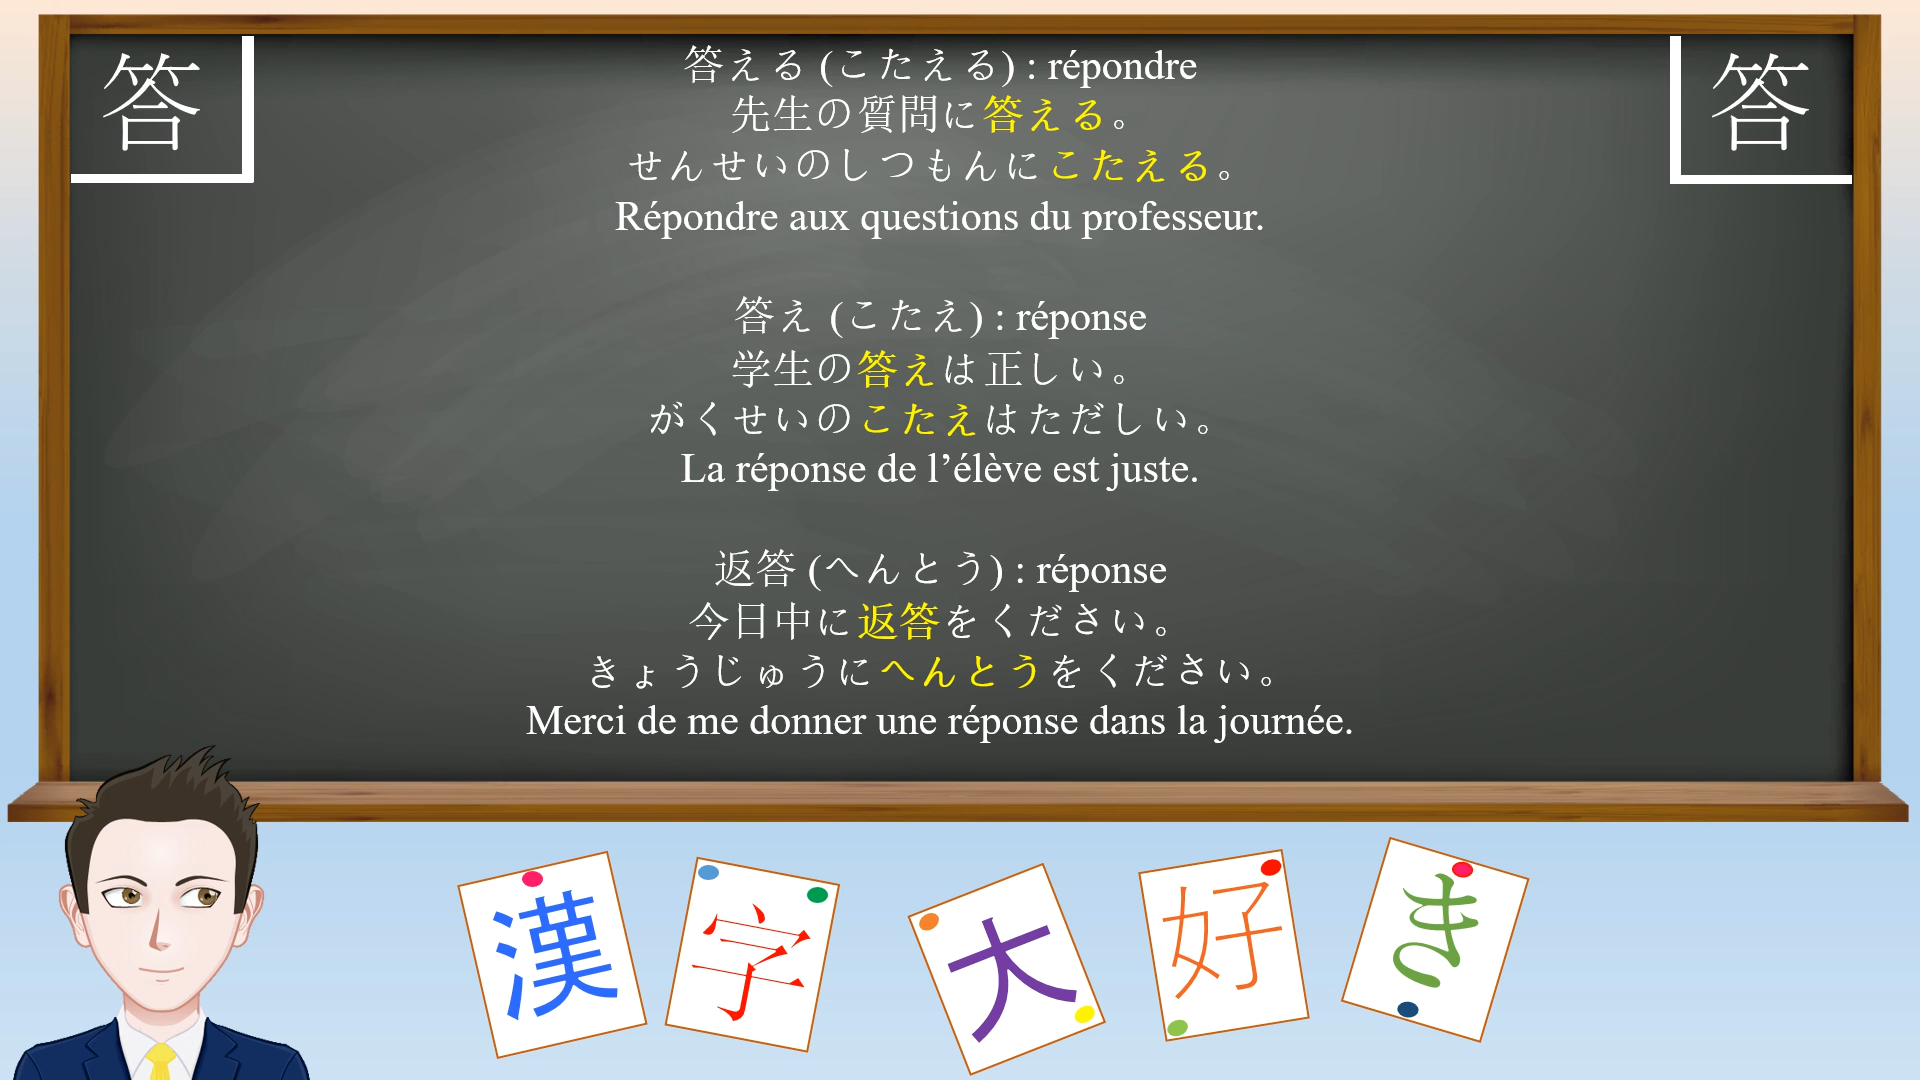 答
答
答える (こたえる) : répondre
先生の質問に答える。
せんせいのしつもんにこたえる。
Répondre aux questions du professeur.
答え (こたえ) : réponse
学生の答えは正しい。
がくせいのこたえはただしい。
La réponse de l’élève est juste.
返答 (へんとう) : réponse
今日中に返答をください。
きょうじゅうにへんとうをください。
Merci de me donner une réponse dans la journée.
漢字大好き